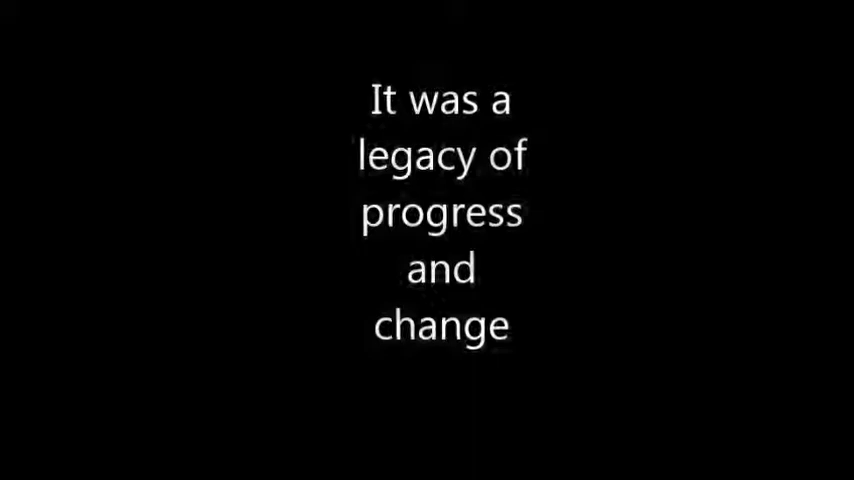 It was a
legacy of
progress
and
change